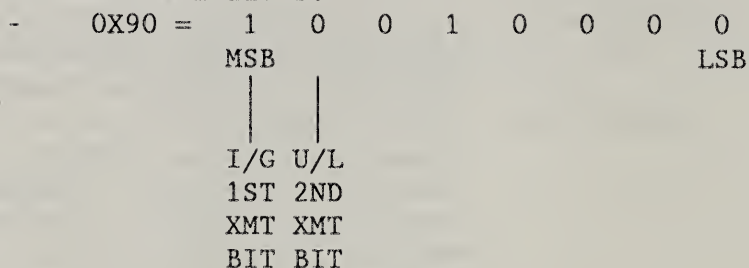 - 0X90 = 1 0 0 1 0 0 0 0
MSB LSB
I/G U/L
1ST 2ND
XMT XMT
BIT BIT